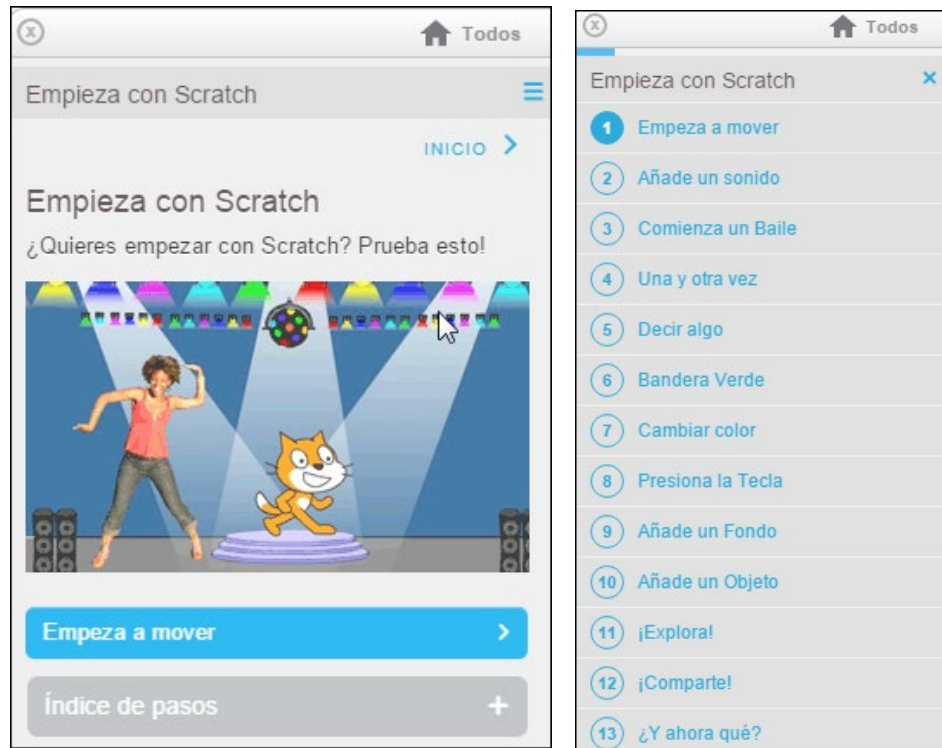 Todos
Empieza con Scratch
INICIO
Empieza con Scratch
¿Quieres empezar con Scratch? Prueba esto!
Empeza a mover
Índice de pasos
Todos
Empieza con Scratch
1 Empeza a mover
2 Añade un sonido
3 Comienza un Baile
4 Una y otra vez
5 Decir algo
6 Bandera Verde
7 Cambiar color
8 Presiona la Tecla
9 Añade un Fondo
10 Añade un Objeto
11 ¡Explora!
12 ¡Comparte!
13 ¿Y ahora qué?